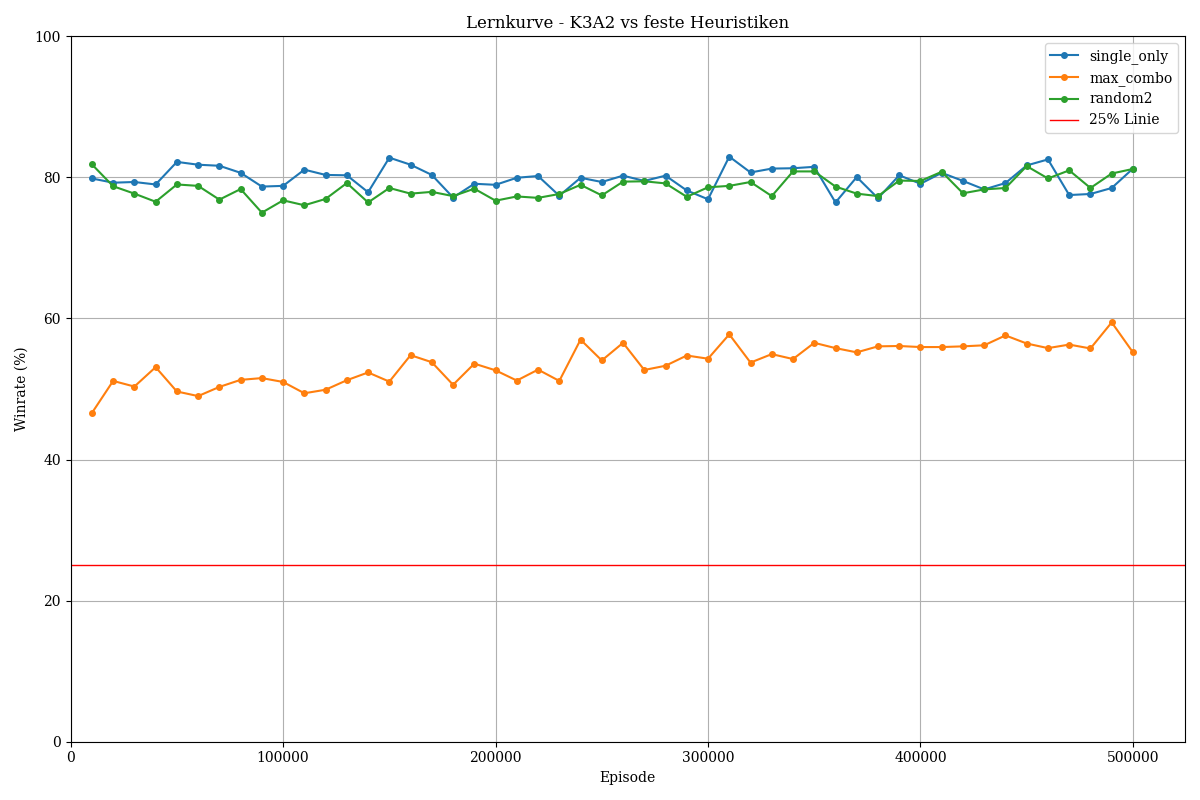 Lernkurve - K3A2 vs feste Heuristiken
100
80
60
40
20
0
Winrate (%)
single_only
max_combo
random2
25% Linie
0 100000 200000 300000 400000 500000
Episode